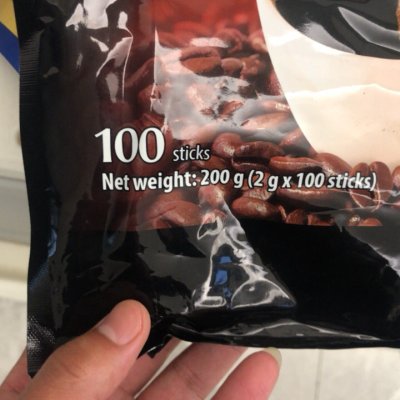 100 sticks
Net weight: 200 g (2 g x 100 sticks)